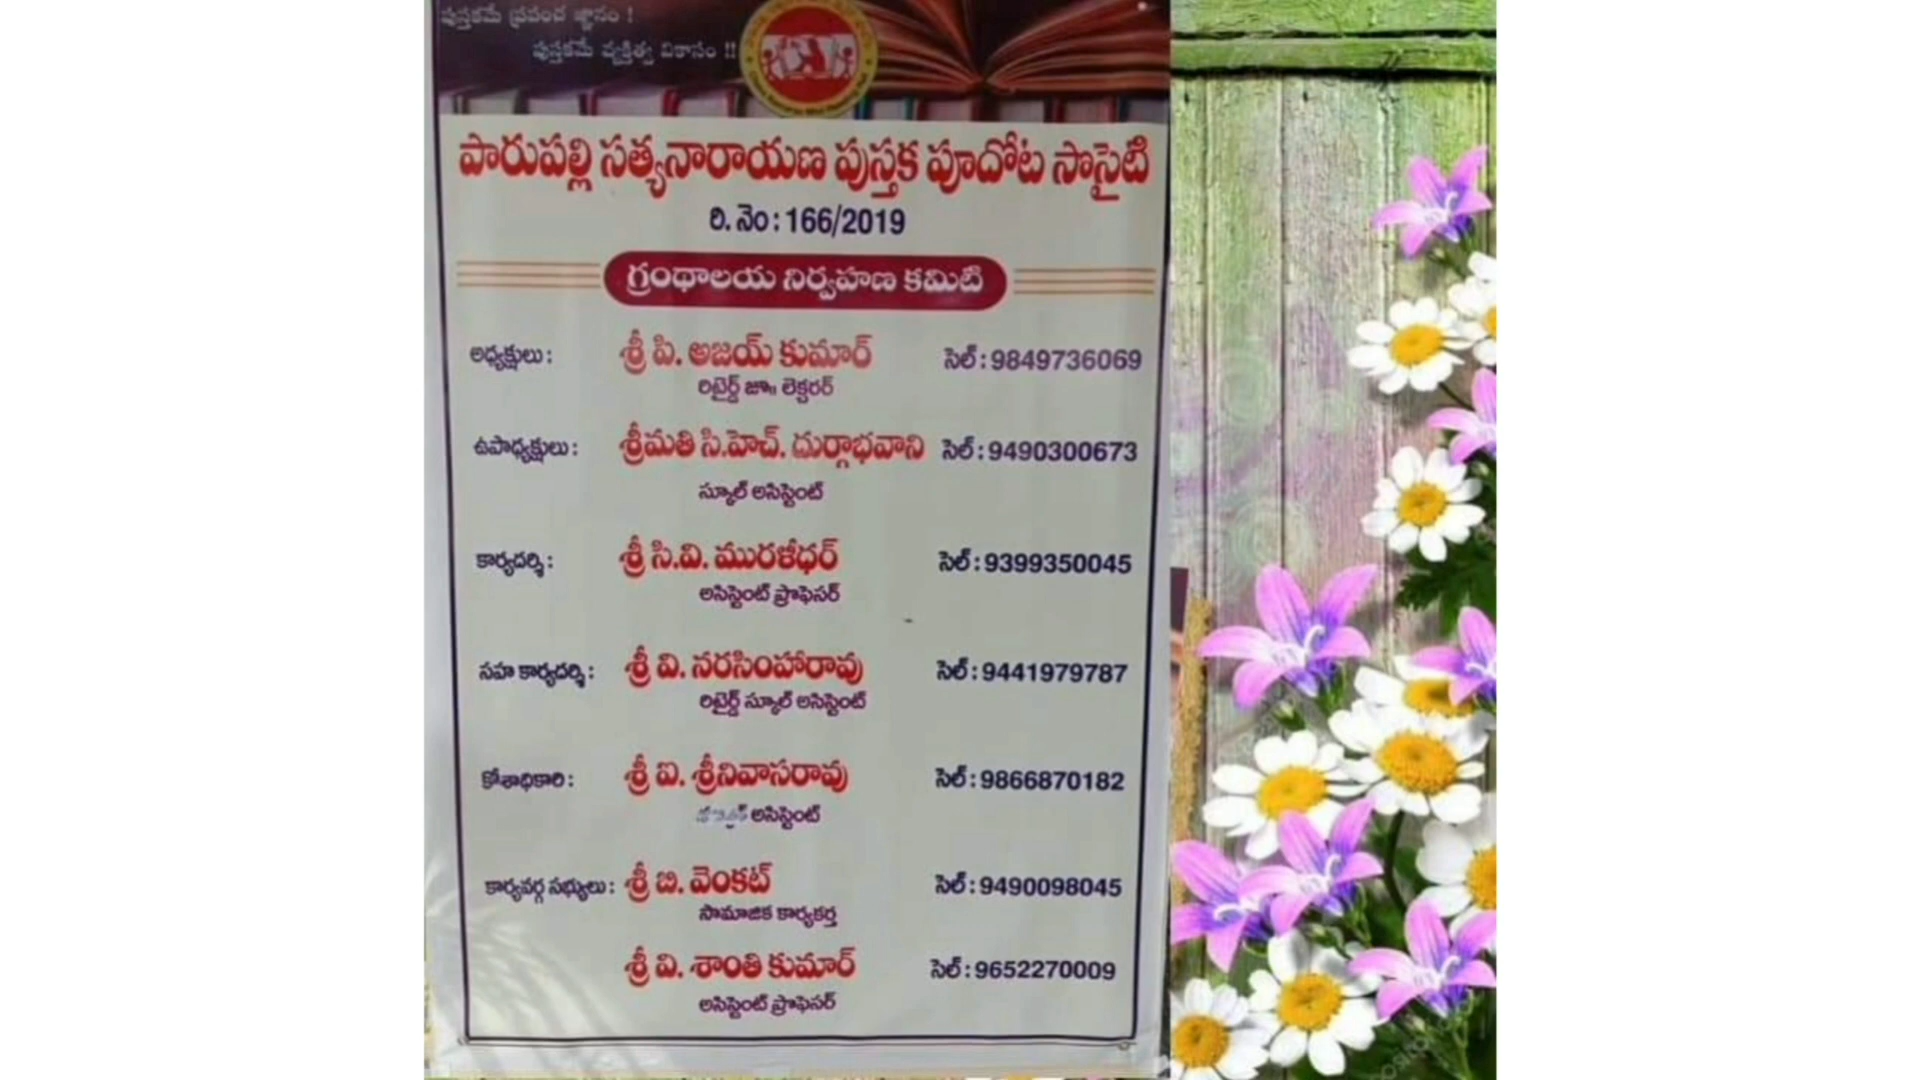 పుస్తకమే ప్రపంచ జ్ఞానం !
పుస్తకమే వ్యక్తిత్వ వికాసం !!
పారుపల్లి సత్యనారాయణ పుస్తక పూదోట సొసైటి
రి. నెం : 166/2019
గ్రంథాలయ నిర్వహణ కమిటి
అధ్యక్షులు : శ్రీ పి. అజయ్ కుమార్ సెల్ : 9849736069
రిటైర్డ్ జూ॥ లెక్చరర్
ఉపాధ్యక్షులు : శ్రీమతి సి.హెచ్. దుర్గాభవాని సెల్ : 9490300673
స్కూల్ అసిస్టెంట్
కార్యదర్శి : శ్రీ సి.వి. మురళీధర్ సెల్ : 9399350045
అసిస్టెంట్ ప్రొఫెసర్
సహ కార్యదర్శి : శ్రీ వి. నరసింహారావు సెల్ : 9441979787
రిటైర్డ్ స్కూల్ అసిస్టెంట్
కోశాధికారి : శ్రీ ఐ. శ్రీనివాసరావు సెల్ : 9866870182
అసిస్టెంట్
కార్యవర్గ సభ్యులు : శ్రీ బి. వెంకట్ సెల్ : 9490098045
సామాజిక కార్యకర్త
శ్రీ వి. శాంతి కుమార్ సెల్ : 9652270009
అసిస్టెంట్ ప్రొఫెసర్